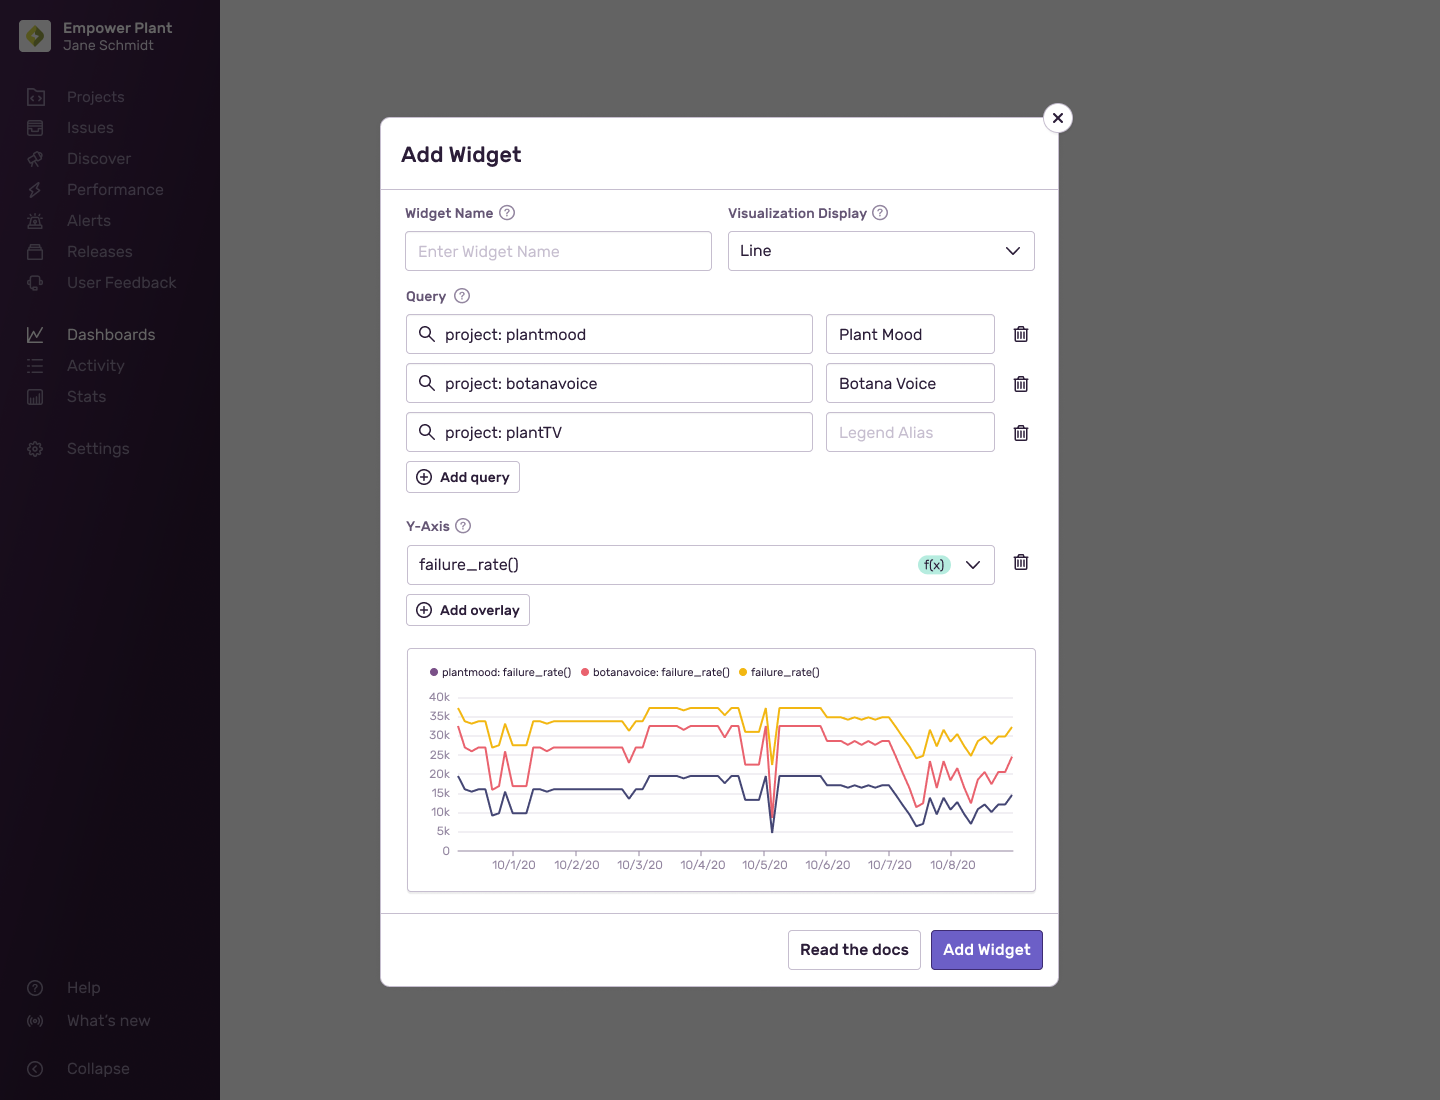 Empower Plant
Jane Schmidt
Projects
Issues
Discover
Performance
Alerts
Releases
User Feedback
Dashboards
Activity
Stats
Settings
Help
What's new
Collapse
Add Widget
Widget Name ?
Visualization Display ?
Enter Widget Name
Line
Query ?
project: plantmood
Plant Mood
project: botanavoice
Botana Voice
project: plantTV
Legend Alias
Add query
Y-Axis ?
failure_rate()
f(x)
Add overlay
plantmood: failure_rate() botanavoice: failure_rate() failure_rate()
40k
35k
30k
25k
20k
15k
10k
5k
0
10/1/20 10/2/20 10/3/20 10/4/20 10/5/20 10/6/20 10/7/20 10/8/20
Read the docs
Add Widget